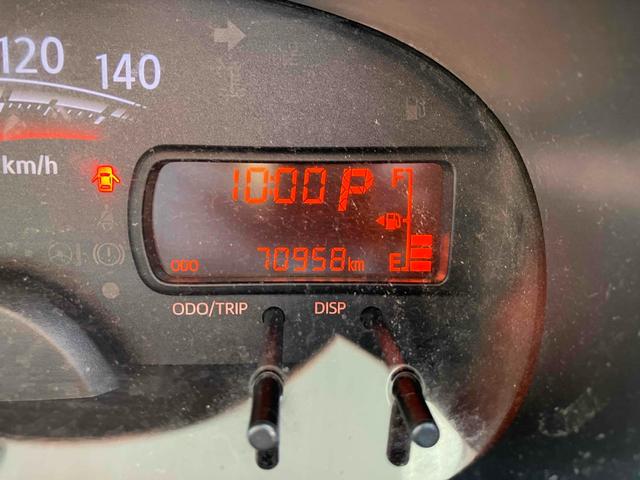 120
140
km/h
10:00 P F
ODO 70958 km E
ODO/TRIP DISP